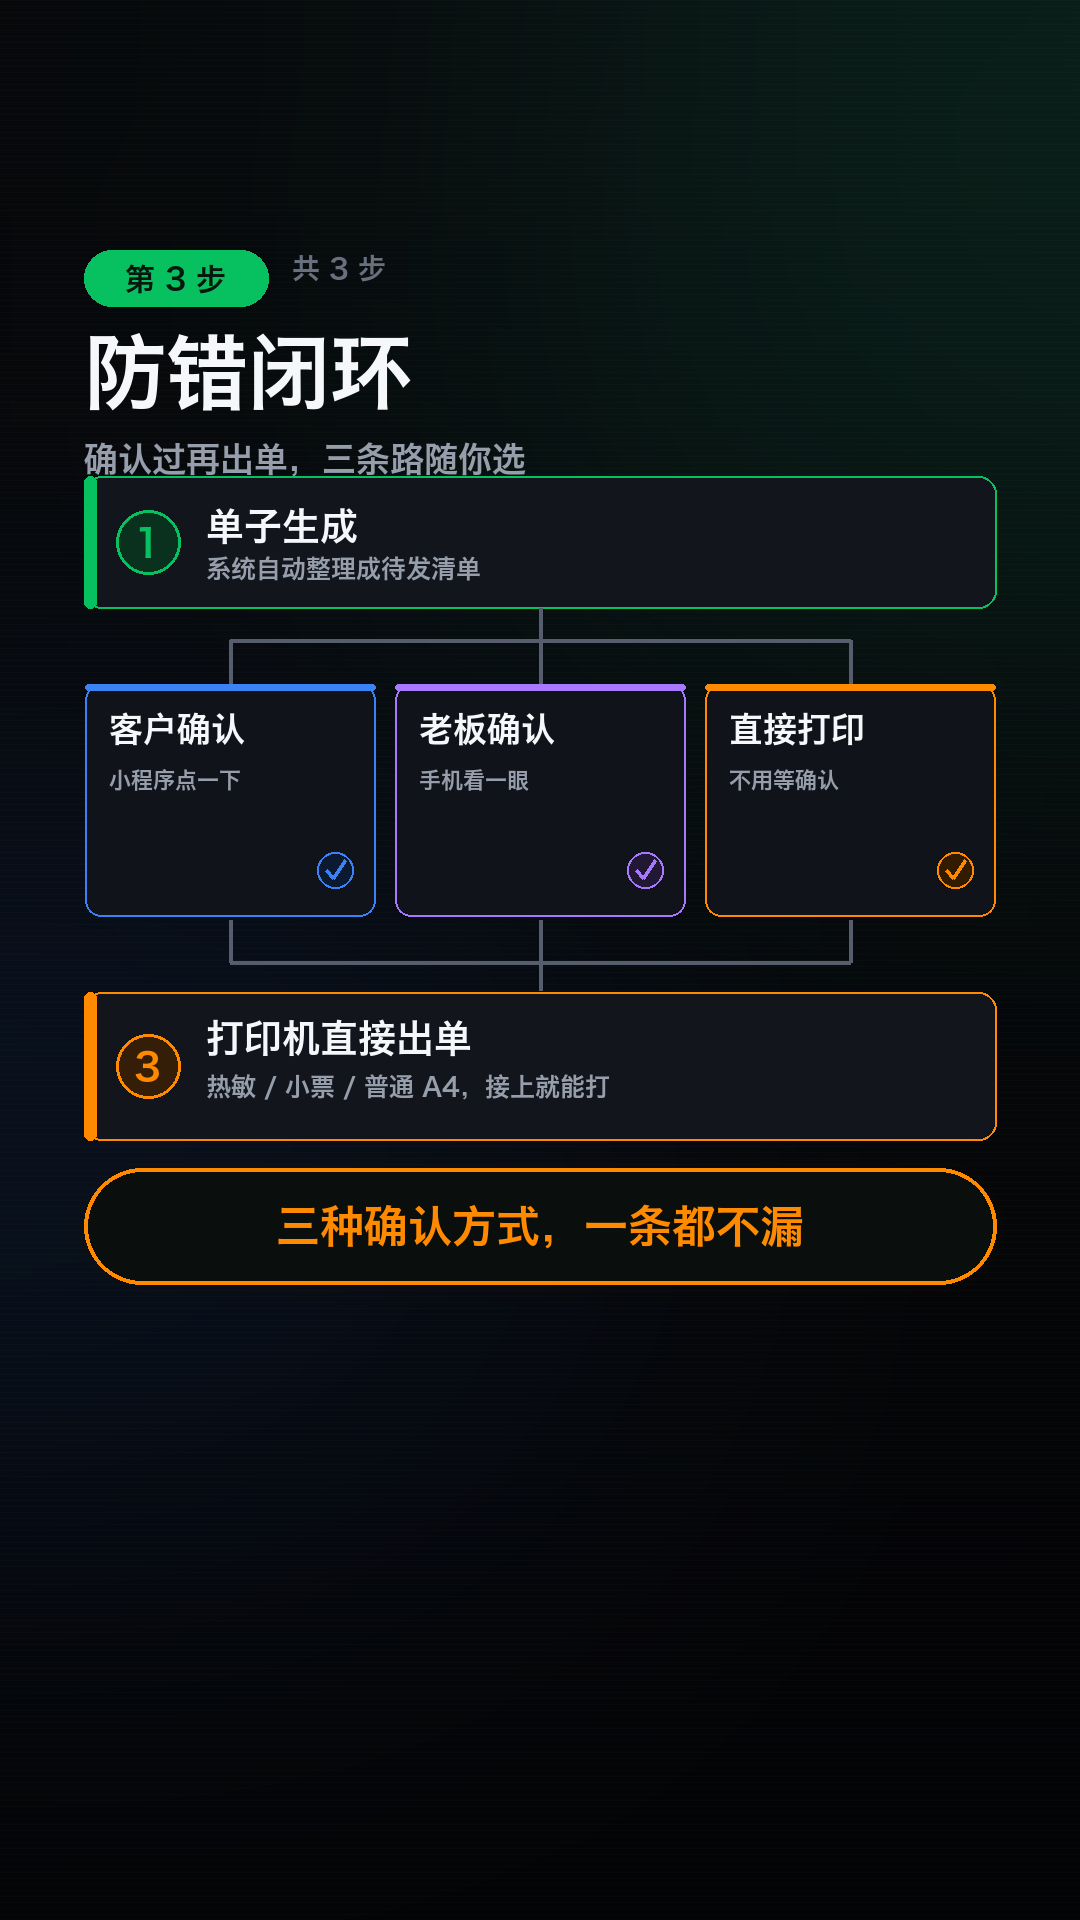 第 3 步
共 3 步
防错闭环
确认过再出单，三条路随你选
1
单子生成
系统自动整理成待发清单
客户确认
小程序点一下
老板确认
手机看一眼
直接打印
不用等确认
3
打印机直接出单
热敏 / 小票 / 普通 A4，接上就能打
三种确认方式，一条都不漏